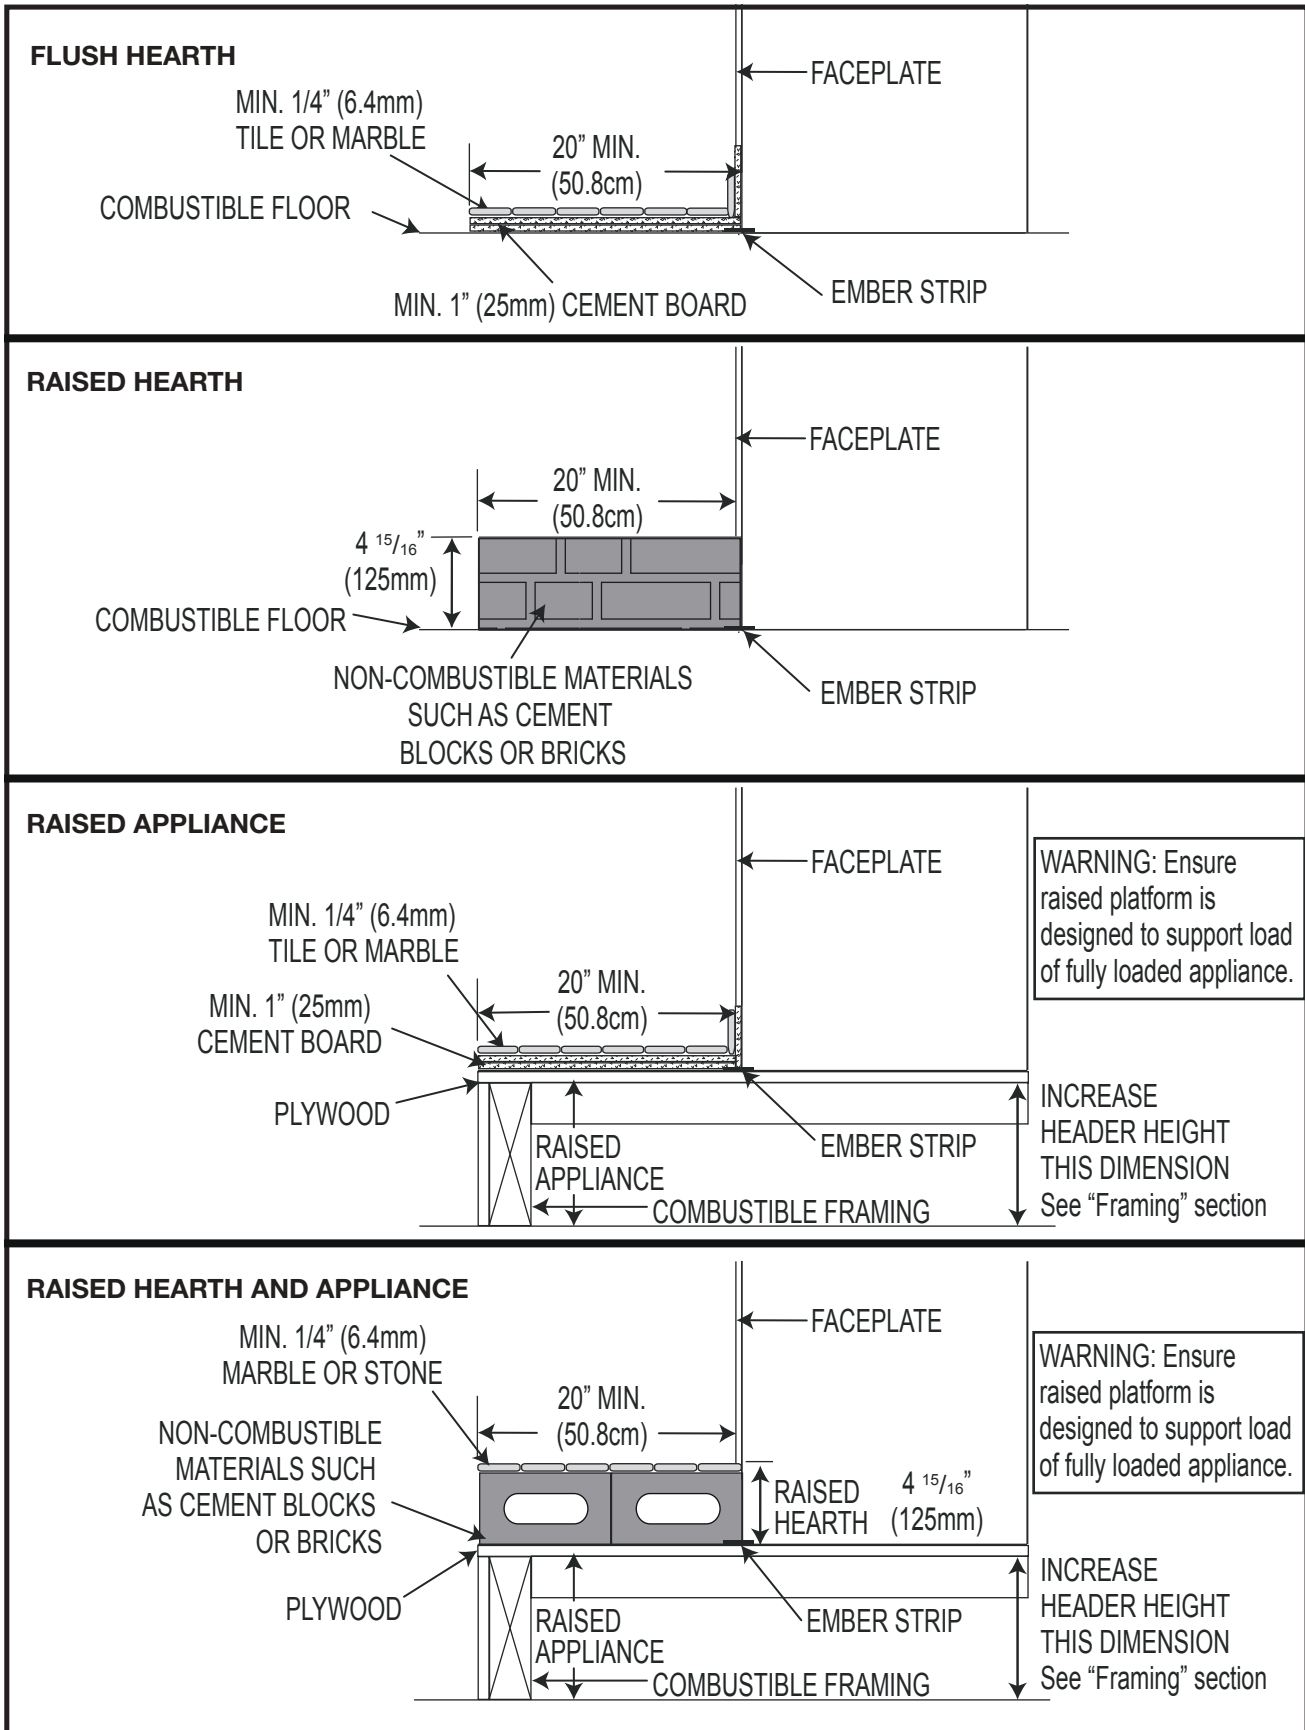 FLUSH HEARTH
FACEPLATE
MIN. 1/4” (6.4mm)
TILE OR MARBLE
20” MIN.
(50.8cm)
COMBUSTIBLE FLOOR
EMBER STRIP
MIN. 1” (25mm) CEMENT BOARD
RAISED HEARTH
FACEPLATE
20” MIN.
(50.8cm)
4 15/16”
(125mm)
COMBUSTIBLE FLOOR
NON-COMBUSTIBLE MATERIALS
SUCH AS CEMENT
BLOCKS OR BRICKS
EMBER STRIP
RAISED APPLIANCE
FACEPLATE
WARNING: Ensure
raised platform is
designed to support load
of fully loaded appliance.
MIN. 1/4” (6.4mm)
TILE OR MARBLE
20” MIN.
(50.8cm)
MIN. 1” (25mm)
CEMENT BOARD
PLYWOOD
RAISED
APPLIANCE
EMBER STRIP
COMBUSTIBLE FRAMING
INCREASE
HEADER HEIGHT
THIS DIMENSION
See “Framing” section
RAISED HEARTH AND APPLIANCE
FACEPLATE
MIN. 1/4” (6.4mm)
MARBLE OR STONE
WARNING: Ensure
raised platform is
designed to support load
of fully loaded appliance.
20” MIN.
(50.8cm)
NON-COMBUSTIBLE
MATERIALS SUCH
AS CEMENT BLOCKS
OR BRICKS
RAISED
HEARTH
4 15/16”
(125mm)
PLYWOOD
RAISED
APPLIANCE
EMBER STRIP
COMBUSTIBLE FRAMING
INCREASE
HEADER HEIGHT
THIS DIMENSION
See “Framing” section